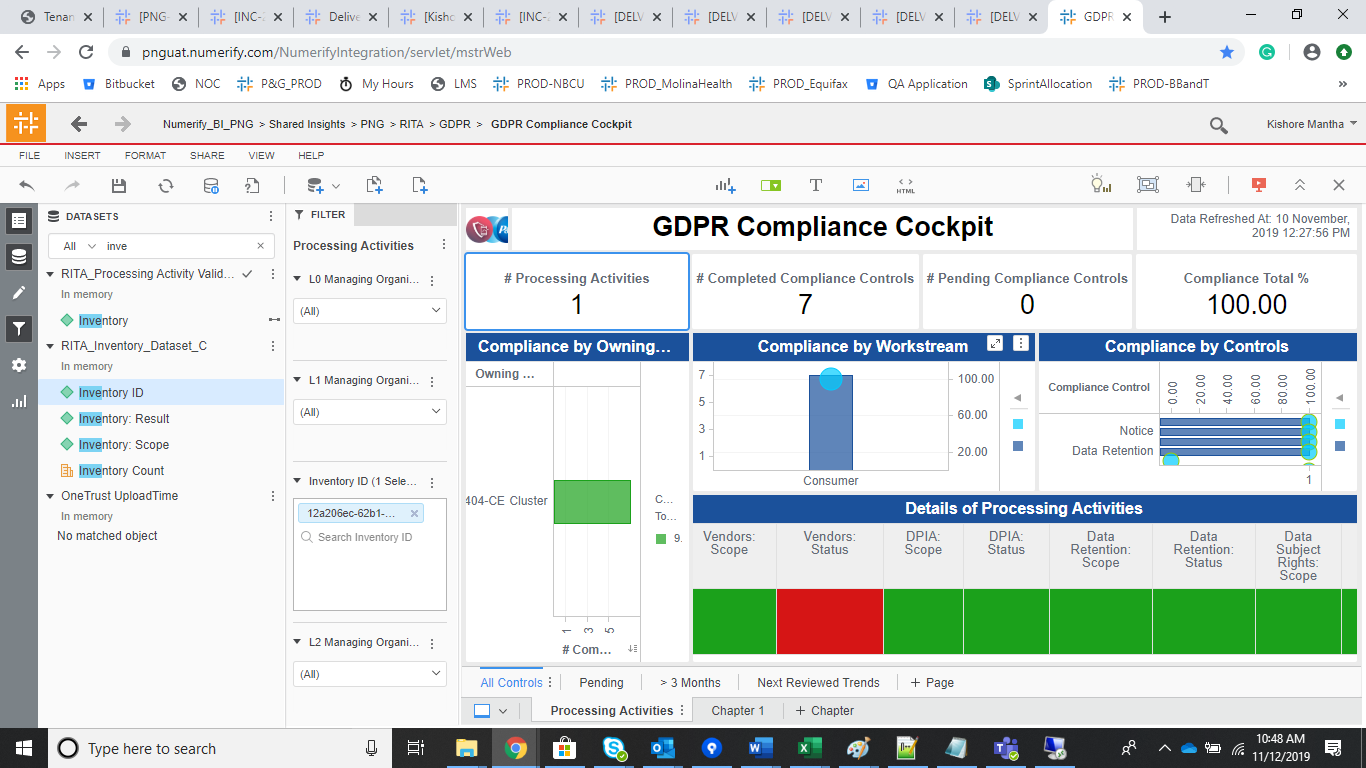 Tenan
[PNG-
[INC-2
Delive
[Kisho
[INC-2
[DELV
[DELV
[DELV
[DELV
[DELV
GDPR
pnguat.numerify.com/NumerifyIntegration/servlet/mstrWeb
Apps Bitbucket NOC P&G_PROD My Hours LMS PROD-NBCU PROD_MolinaHealth PROD_Equifax QA Application SprintAllocation PROD-BBandT »
Numerify_BI_PNG > Shared Insights > PNG > RITA > GDPR > GDPR Compliance Cockpit
Kishore Mantha
FILE INSERT FORMAT SHARE VIEW HELP
HTML
DATASETS
All inve
RITA_Processing Activity Valid...
In memory
Inventory
RITA_Inventory_Dataset_C
In memory
Inventory ID
Inventory: Result
Inventory: Scope
Inventory Count
OneTrust UploadTime
In memory
No matched object
FILTER
Processing Activities
L0 Managing Organi...
(All)
L1 Managing Organi...
(All)
Inventory ID (1 Sele...
12a206ec-62b1-...
Search Inventory ID
L2 Managing Organi...
(All)
GDPR Compliance Cockpit
Data Refreshed At: 10 November,
2019 12:27:56 PM
# Processing Activities
1
# Completed Compliance Controls
7
# Pending Compliance Controls
0
Compliance Total %
100.00
Compliance by Owning...
Owning ...
404-CE Cluster
1 3 5
# Com...
C...
To...
9.
Compliance by Workstream
7
5
3
1
100.00
60.00
20.00
Consumer
Compliance by Controls
Compliance Control
0.00
20.00
40.00
60.00
80.00
100.00
Notice
Data Retention
1
Details of Processing Activities
Vendors:
Scope
Vendors:
Status
DPIA:
Scope
DPIA:
Status
Data
Retention:
Scope
Data
Retention:
Status
Data
Subject
Rights:
Scope
All Controls Pending > 3 Months Next Reviewed Trends + Page
Processing Activities Chapter 1 + Chapter
Type here to search
10:48 AM
11/12/2019